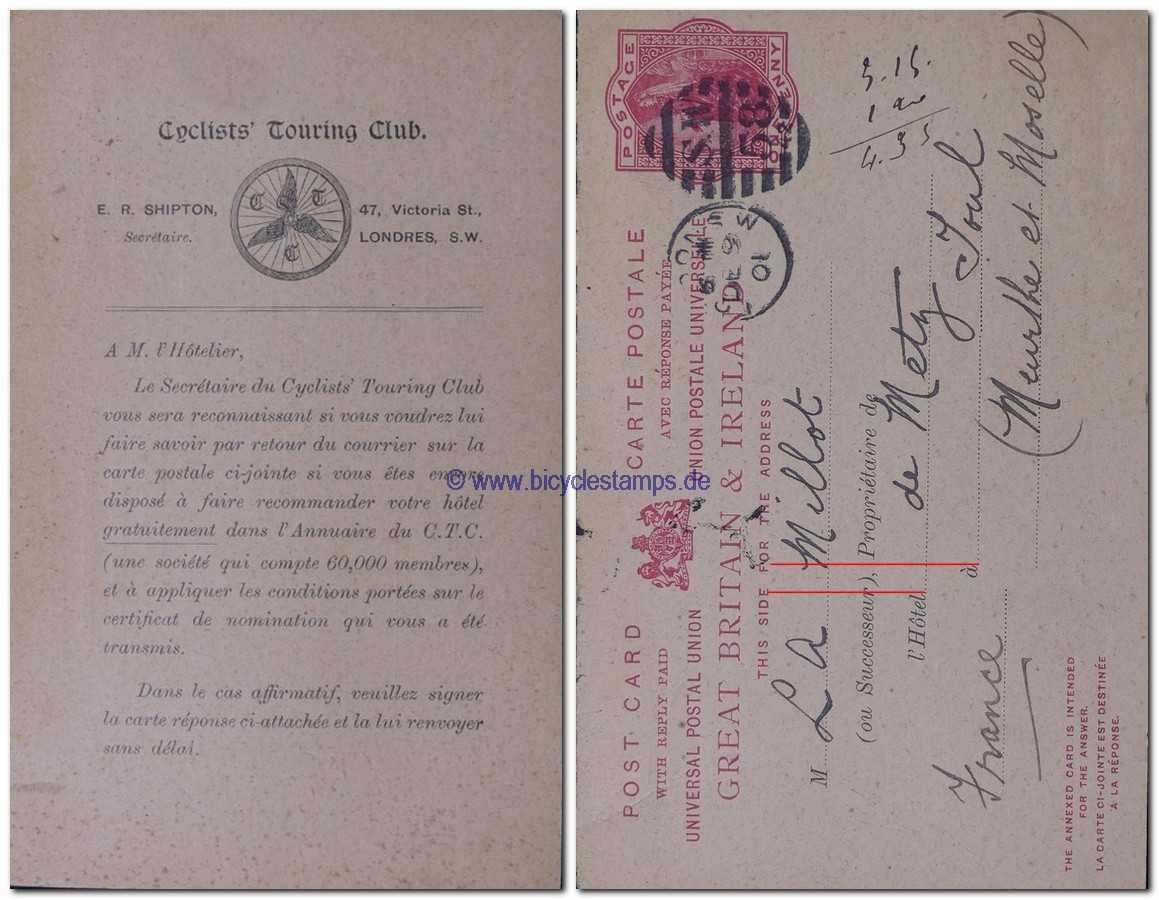 Cyclists' Touring Club.
E. R. SHIPTON,
Secrétaire.
C T C
47, Victoria St.,
LONDRES, S.W.
A M. l'Hôtelier,
Le Secrétaire du Cyclists' Touring Club
vous sera reconnaissant si vous voudrez lui
faire savoir par retour du courrier sur la
carte postale ci-jointe si vous êtes encore
disposé à faire recommander votre hôtel
gratuitement dans l'Annuaire du C.T.C.
(une société qui compte 60,000 membres),
et à appliquer les conditions portées sur le
certificat de nomination qui vous a été
transmis.
Dans le cas affirmatif, veuillez signer
la carte réponse ci-attachée et la lui renvoyer
sans délai.
© www.bicyclestamps.de
POSTAGE
ONE PENNY
S.W.
58
DE 9
01
POST CARD CARTE POSTALE
WITH REPLY PAID AVEC RÉPONSE PAYÉE
UNIVERSAL POSTAL UNION UNION POSTALE UNIVERSELLE
GREAT BRITAIN & IRELAND
THIS SIDE FOR THE ADDRESS
M L A Millot
(ou Successeur), Propriétaire de
l'Hôtel de Metz
à Toul
France (Meurthe et Moselle)
THE ANNEXED CARD IS INTENDED
FOR THE ANSWER.
LA CARTE CI-JOINTE EST DESTINÉE
À LA RÉPONSE.